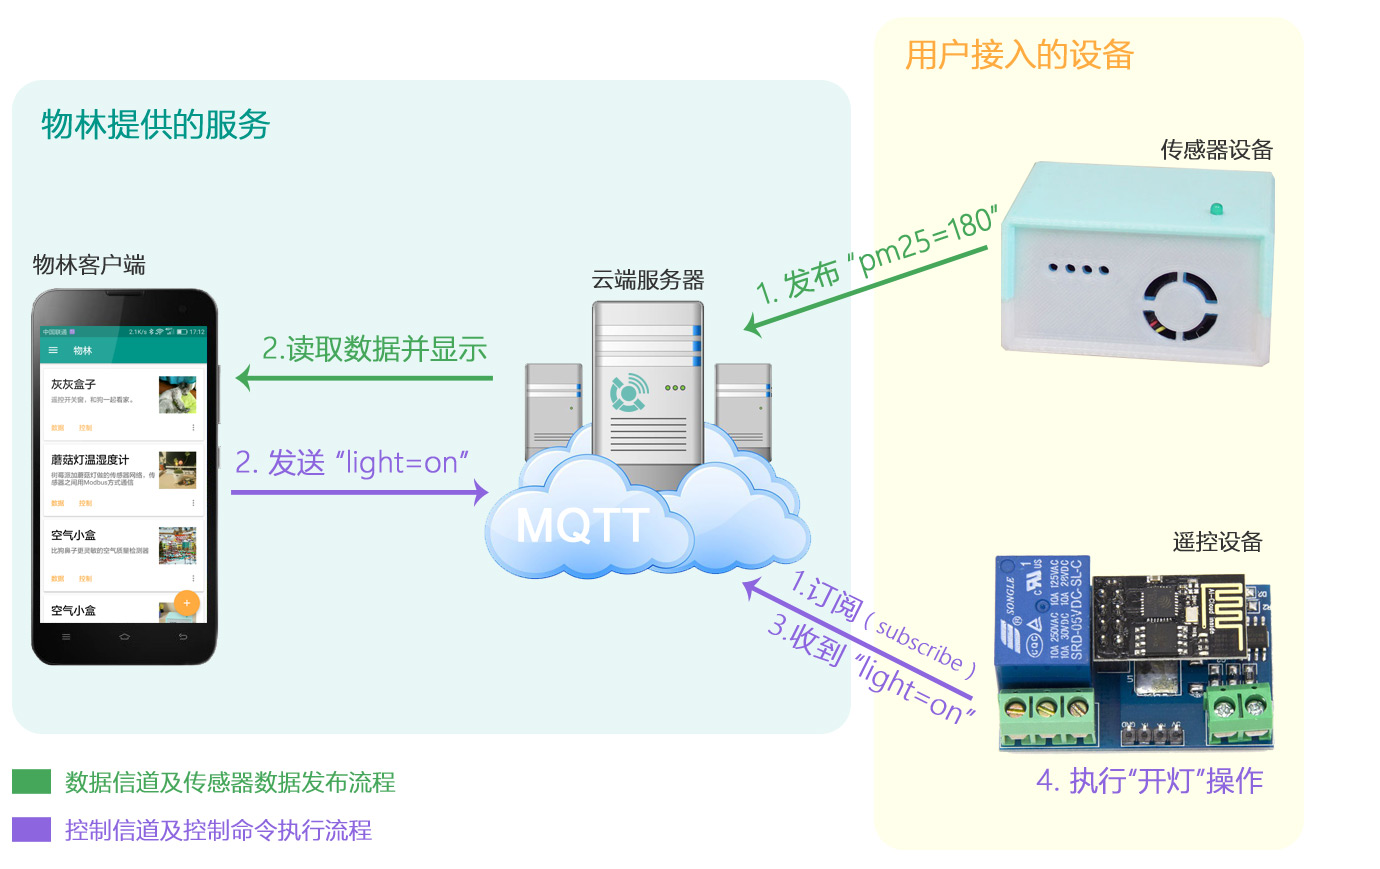 用户接入的设备
物林提供的服务
传感器设备
1. 发布 “pm25=180”
物林客户端
云端服务器
2.读取数据并显示
2. 发送 “light=on”
MQTT
中国联通
2.1K/s
17:12
物林
灰灰盒子
遥控开关窗，和狗一起看家。
数据 控制
蘑菇灯温湿度计
树莓派加蘑菇灯做的传感器网络，传
感器之间用Modbus方式通信
数据 控制
空气小盒
比狗鼻子更灵敏的空气质量检测器
数据 控制
空气小盒
+
遥控设备
1.订阅 ( subscribe )
3.收到 “light=on”
SONGLE
10A 250VAC 10A 125VAC
10A 30VDC 10A 28VDC
SRD-05VDC-SL-C
CQC
US
Ai-Cloud inside
GND
4. 执行“开灯”操作
数据信道及传感器数据发布流程
控制信道及控制命令执行流程